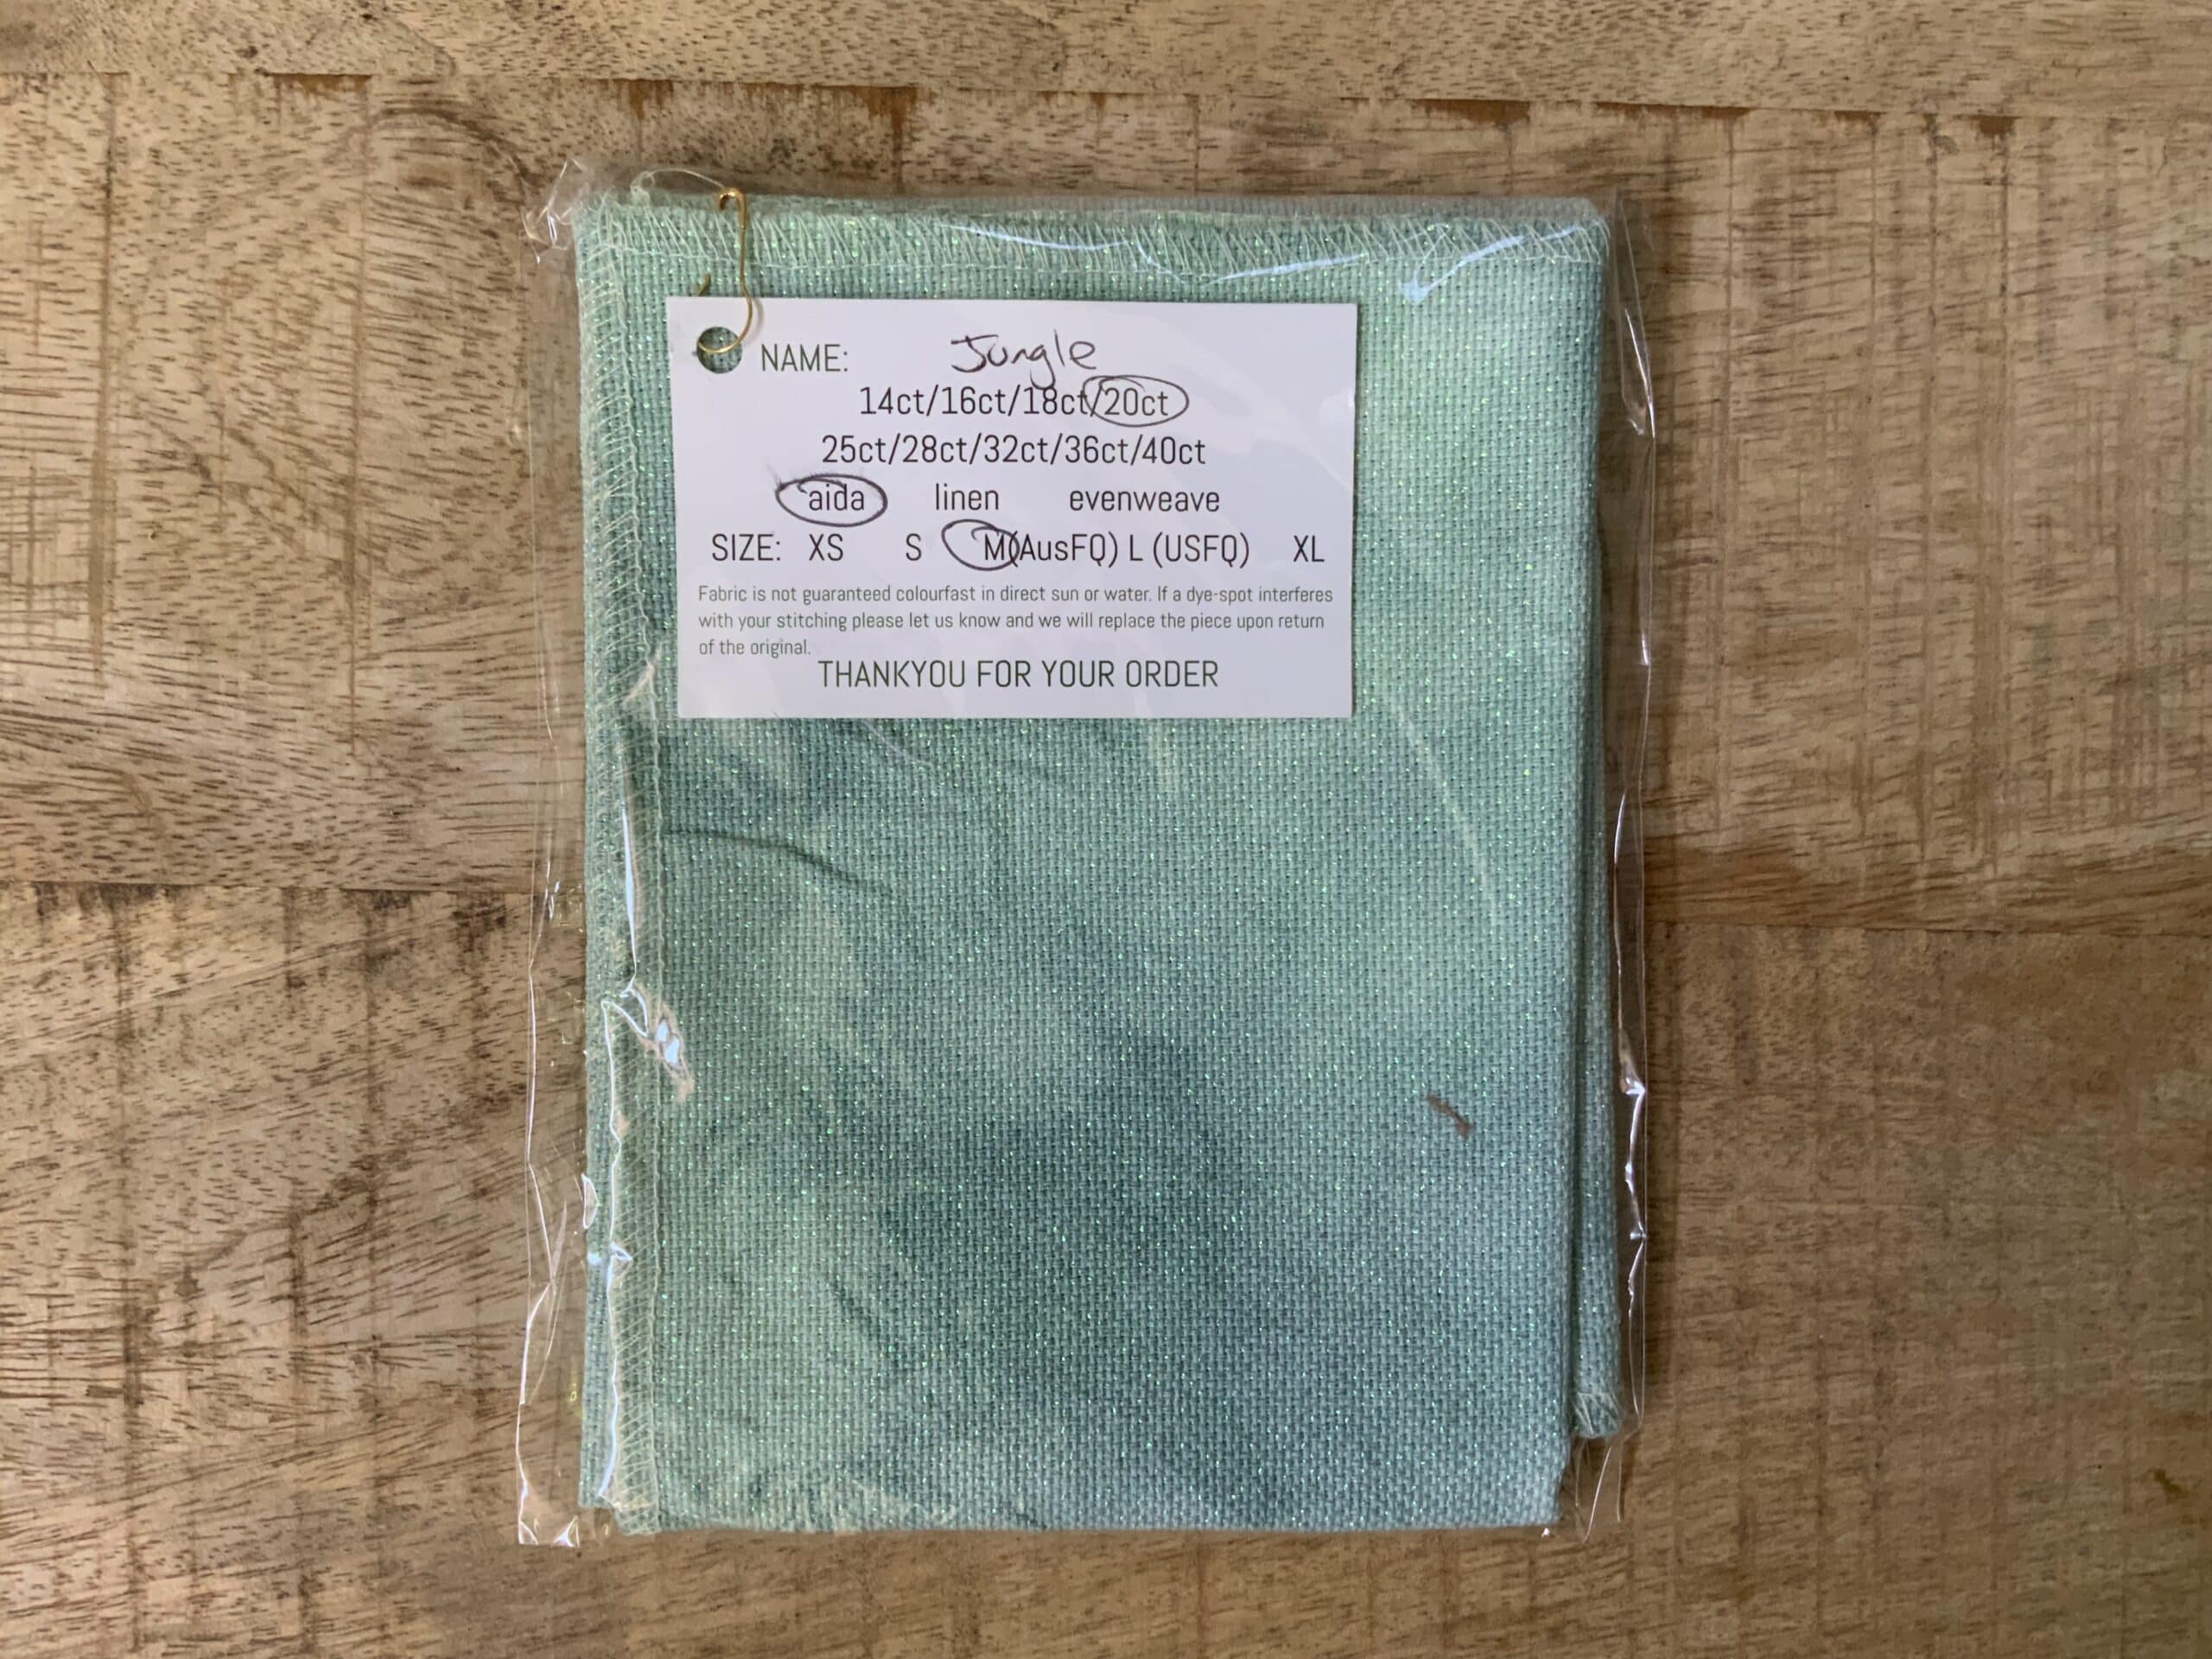 NAME: Jungle
14ct/16ct/18ct/20ct
25ct/28ct/32ct/36ct/40ct
aida linen evenweave
SIZE: XS S M(AusFQ) L (USFQ) XL
Fabric is not guaranteed colourfast in direct sun or water. If a dye-spot interferes
with your stitching please let us know and we will replace the piece upon return
of the original.
THANKYOU FOR YOUR ORDER